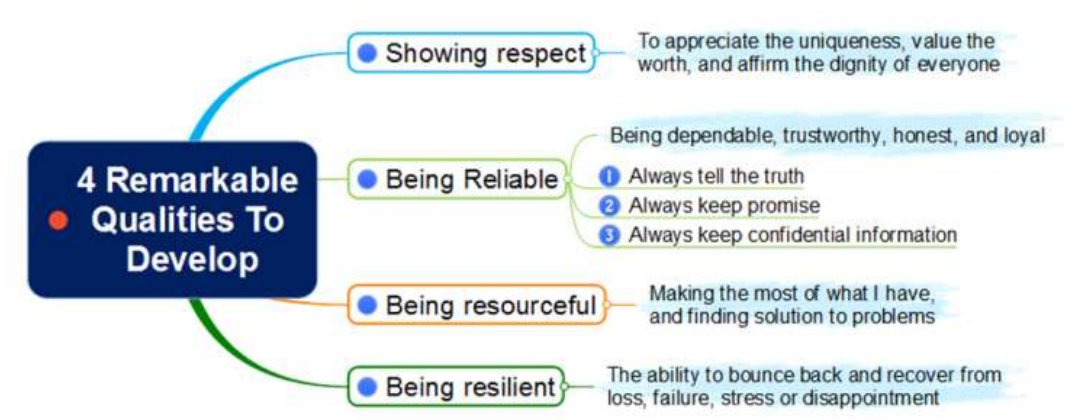 4 Remarkable
Qualities To
Develop
Showing respect
To appreciate the uniqueness, value the
worth, and affirm the dignity of everyone
Being Reliable
Being dependable, trustworthy, honest, and loyal
1 Always tell the truth
2 Always keep promise
3 Always keep confidential information
Being resourceful
Making the most of what I have,
and finding solution to problems
Being resilient
The ability to bounce back and recover from
loss, failure, stress or disappointment